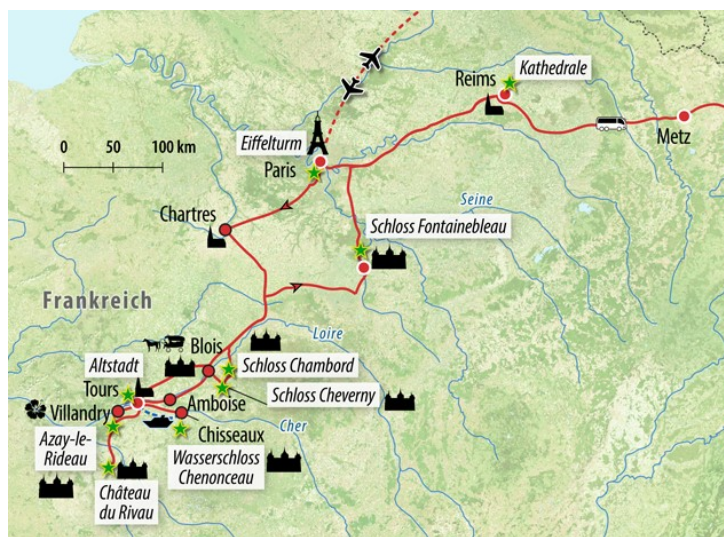 Reims
Kathedrale
Metz
0 50 100 km
Eiffelturm
Paris
Seine
Chartres
Schloss Fontainebleau
Frankreich
Loire
Blois
Altstadt
Schloss Chambord
Tours
Schloss Cheverny
Amboise
Villandry
Cher
Chisseaux
Azay-le-
Rideau
Wasserschloss
Chenonceau
Château
du Rivau